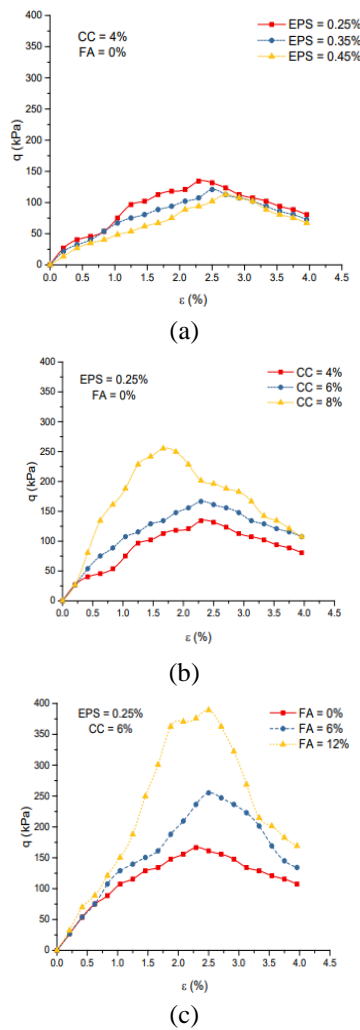 400
350
300
250
200
150
100
50
0
q (kPa)
CC = 4%
FA = 0%
EPS = 0.25%
EPS = 0.35%
EPS = 0.45%
0.0 0.5 1.0 1.5 2.0 2.5 3.0 3.5 4.0 4.5
ε (%)
(a)
400
350
300
250
200
150
100
50
0
q (kPa)
EPS = 0.25%
FA = 0%
CC = 4%
CC = 6%
CC = 8%
0.0 0.5 1.0 1.5 2.0 2.5 3.0 3.5 4.0 4.5
ε (%)
(b)
400
350
300
250
200
150
100
50
0
q (kPa)
EPS = 0.25%
CC = 6%
FA = 0%
FA = 6%
FA = 12%
0.0 0.5 1.0 1.5 2.0 2.5 3.0 3.5 4.0 4.5
ε (%)
(c)